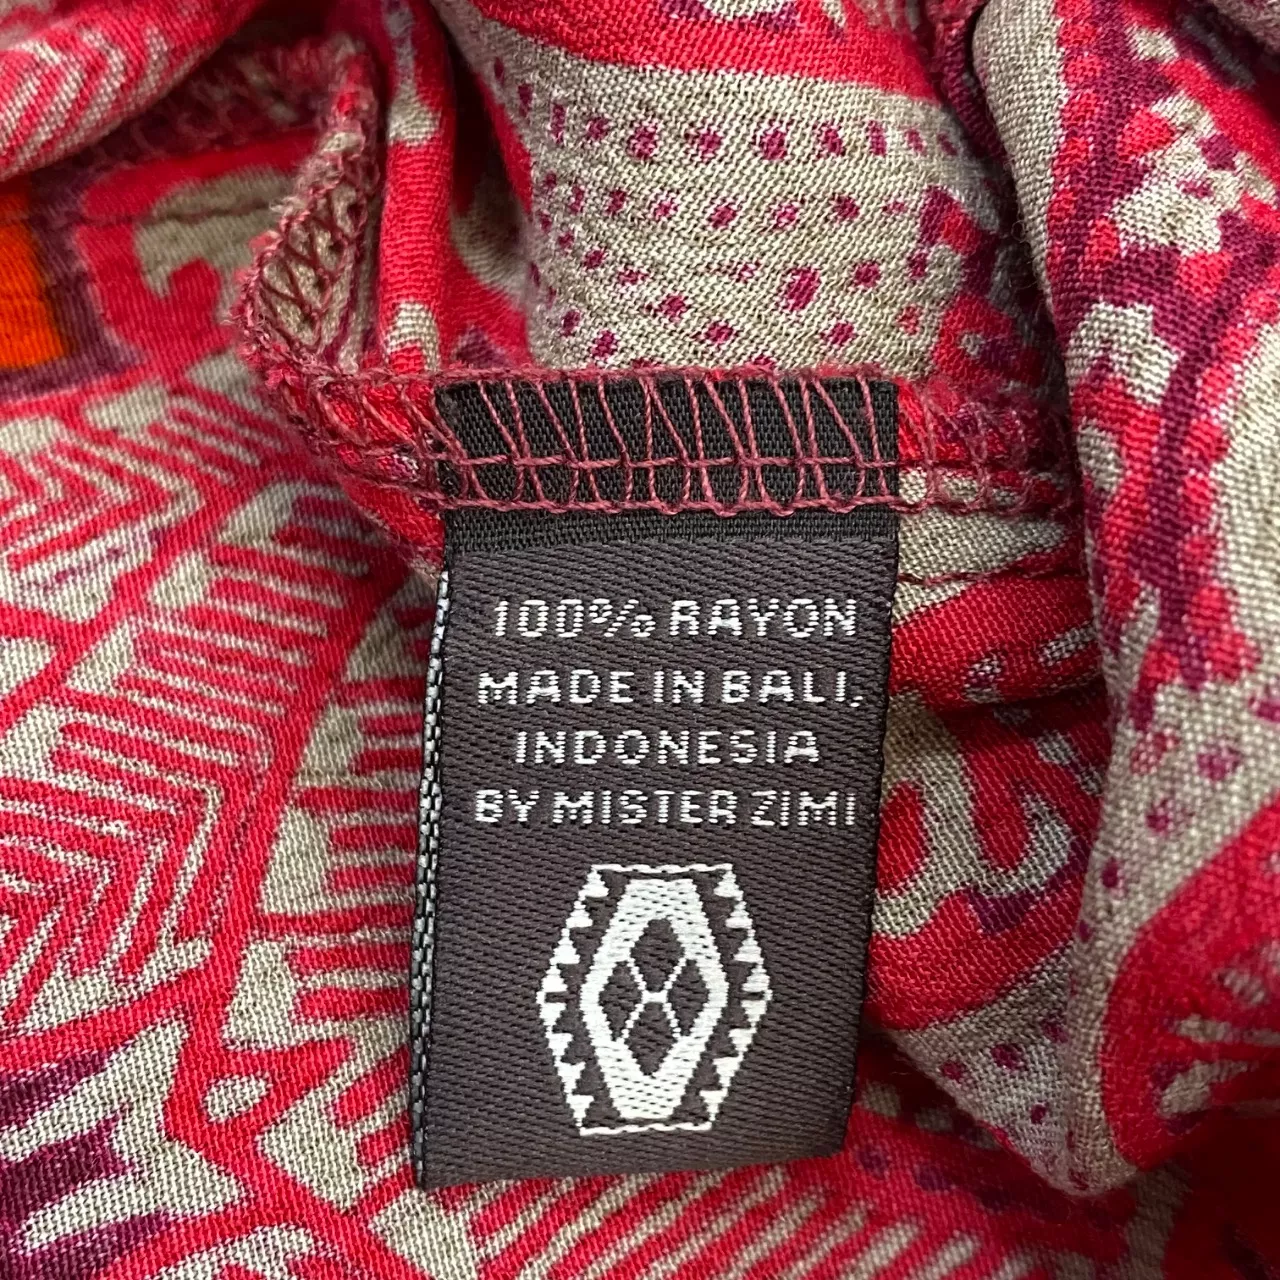 100% RAYON
MADE IN BALI,
INDONESIA
BY MISTER ZIMI